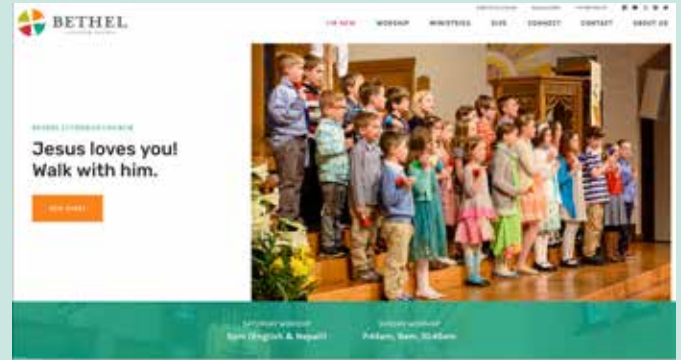 BETHEL
I'M NEW WORSHIP MINISTRIES GIVE CONNECT CONTACT ABOUT US
BETHEL LUTHERAN CHURCH
Jesus loves you!
Walk with him.
SATURDAY WORSHIP SUNDAY WORSHIP
5pm (English & Nepali) 7:45am, 9am, 10:45am